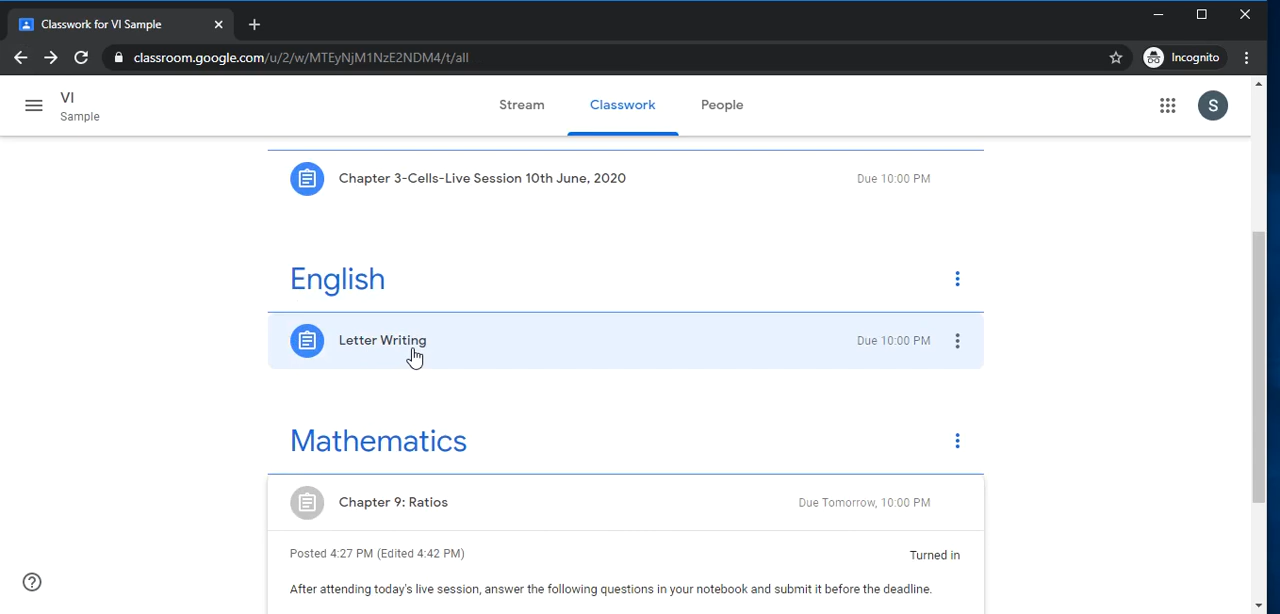 Classwork for VI Sample
classroom.google.com/u/2/w/MTEyNjM1NzE2NDM4/t/all
Incognito
VI
Sample
Stream
Classwork
People
S
Chapter 3-Cells-Live Session 10th June, 2020
Due 10:00 PM
English
Letter Writing
Due 10:00 PM
Mathematics
Chapter 9: Ratios
Due Tomorrow, 10:00 PM
Posted 4:27 PM (Edited 4:42 PM)
Turned in
After attending today's live session, answer the following questions in your notebook and submit it before the deadline.